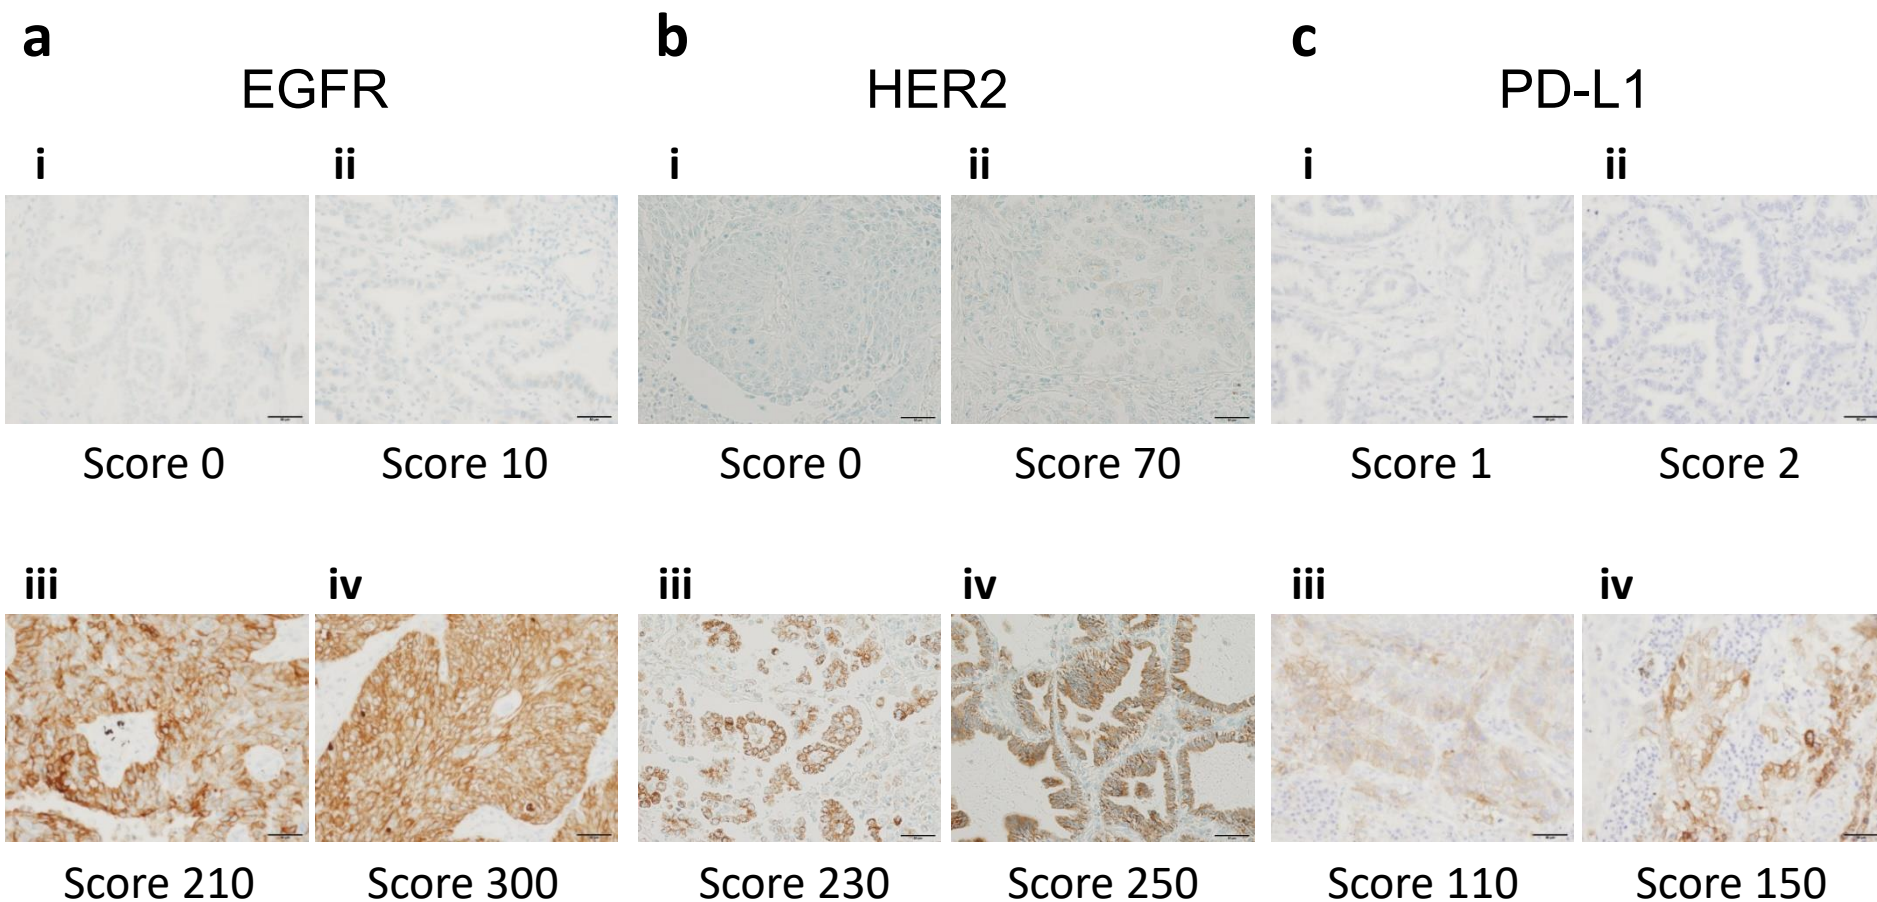 a
EGFR
i
ii
Score 0
Score 10
iii
iv
Score 210
Score 300
b
HER2
i
ii
Score 0
Score 70
iii
iv
Score 230
Score 250
c
PD-L1
i
ii
Score 1
Score 2
iii
iv
Score 110
Score 150